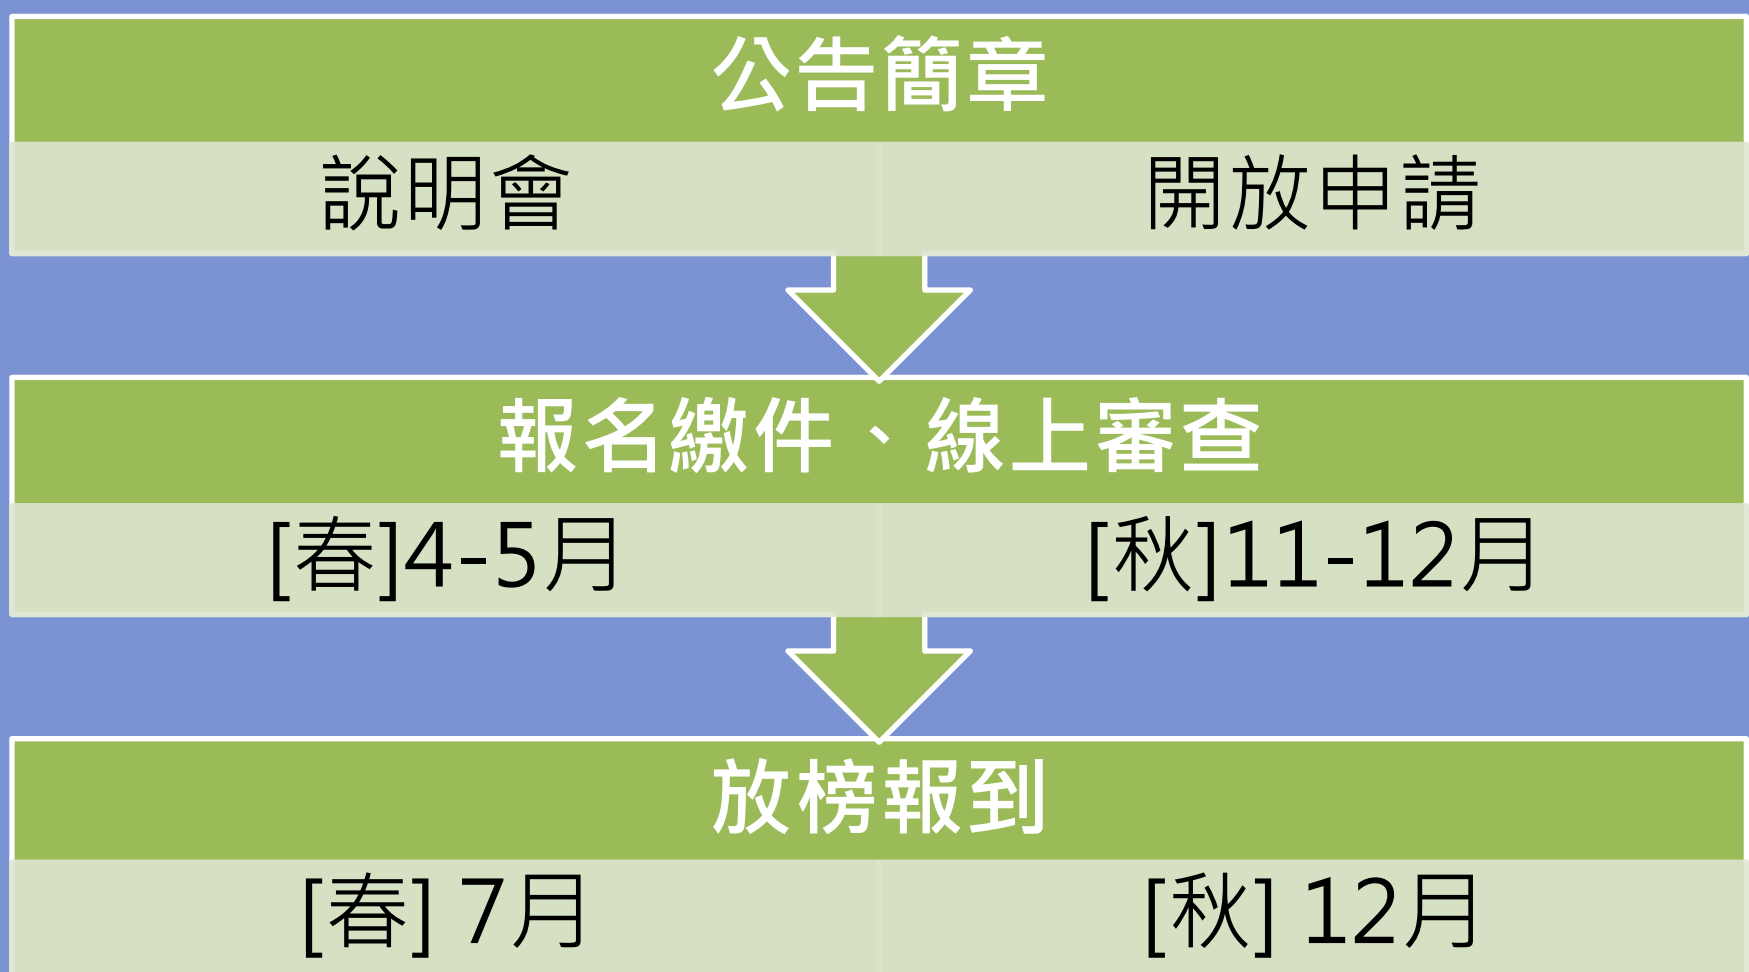 公告簡章
說明會 開放申請
報名繳件、線上審查
[春]4-5月 [秋]11-12月
放榜報到
[春] 7月 [秋] 12月